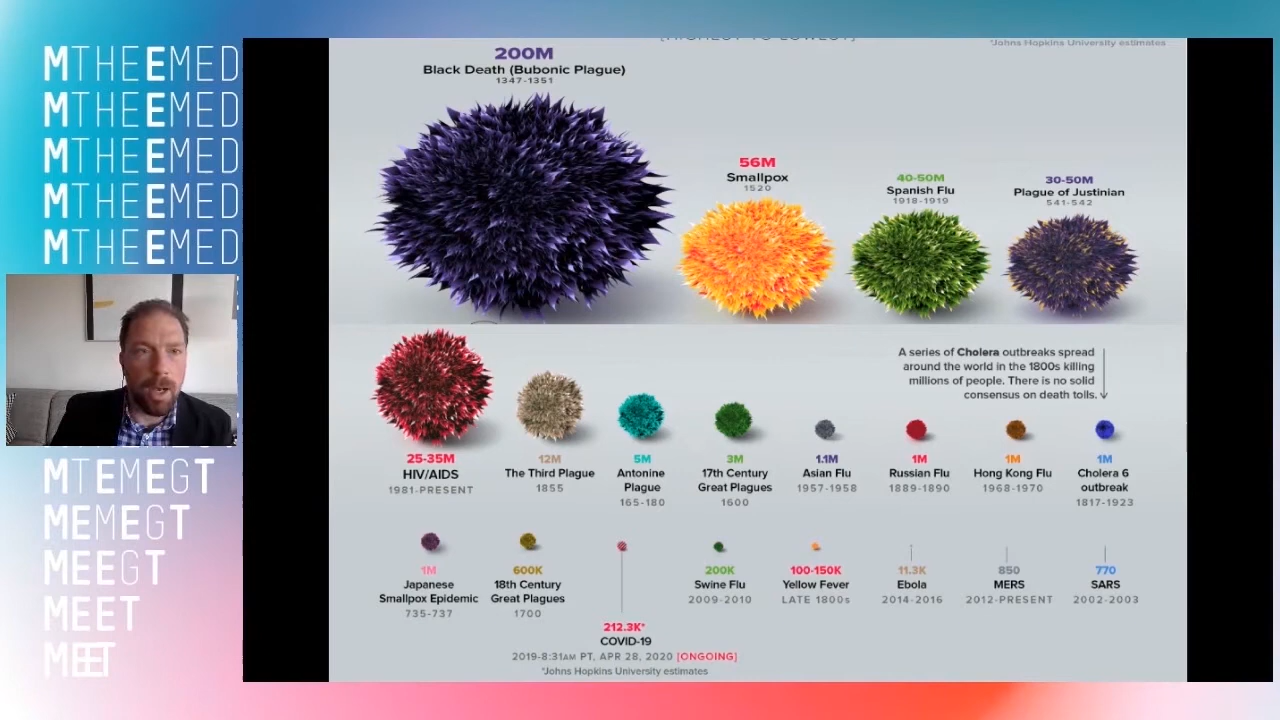 MTHEEMED
MTHEEMED
MTHEEMED
MTHEEMED
MTHEEMED
MTEMEGT
MEMEGT
MEEGT
MEET
MEET
[HIGHEST TO LOWEST]
*Johns Hopkins University estimates
200M
Black Death (Bubonic Plague)
1347-1351
56M
Smallpox
1520
40-50M
Spanish Flu
1918-1919
30-50M
Plague of Justinian
541-542
A series of Cholera outbreaks spread
around the world in the 1800s killing
millions of people. There is no solid
consensus on death tolls.
25-35M
HIV/AIDS
1981-PRESENT
12M
The Third Plague
1855
5M
Antonine
Plague
165-180
3M
17th Century
Great Plagues
1600
1.1M
Asian Flu
1957-1958
1M
Russian Flu
1889-1890
1M
Hong Kong Flu
1968-1970
1M
Cholera 6
outbreak
1817-1923
1M
Japanese
Smallpox Epidemic
735-737
600K
18th Century
Great Plagues
1700
212.3K*
COVID-19
2019-8:31AM PT, APR 28, 2020 [ONGOING]
*Johns Hopkins University estimates
200K
Swine Flu
2009-2010
100-150K
Yellow Fever
LATE 1800s
11.3K
Ebola
2014-2016
850
MERS
2012-PRESENT
770
SARS
2002-2003